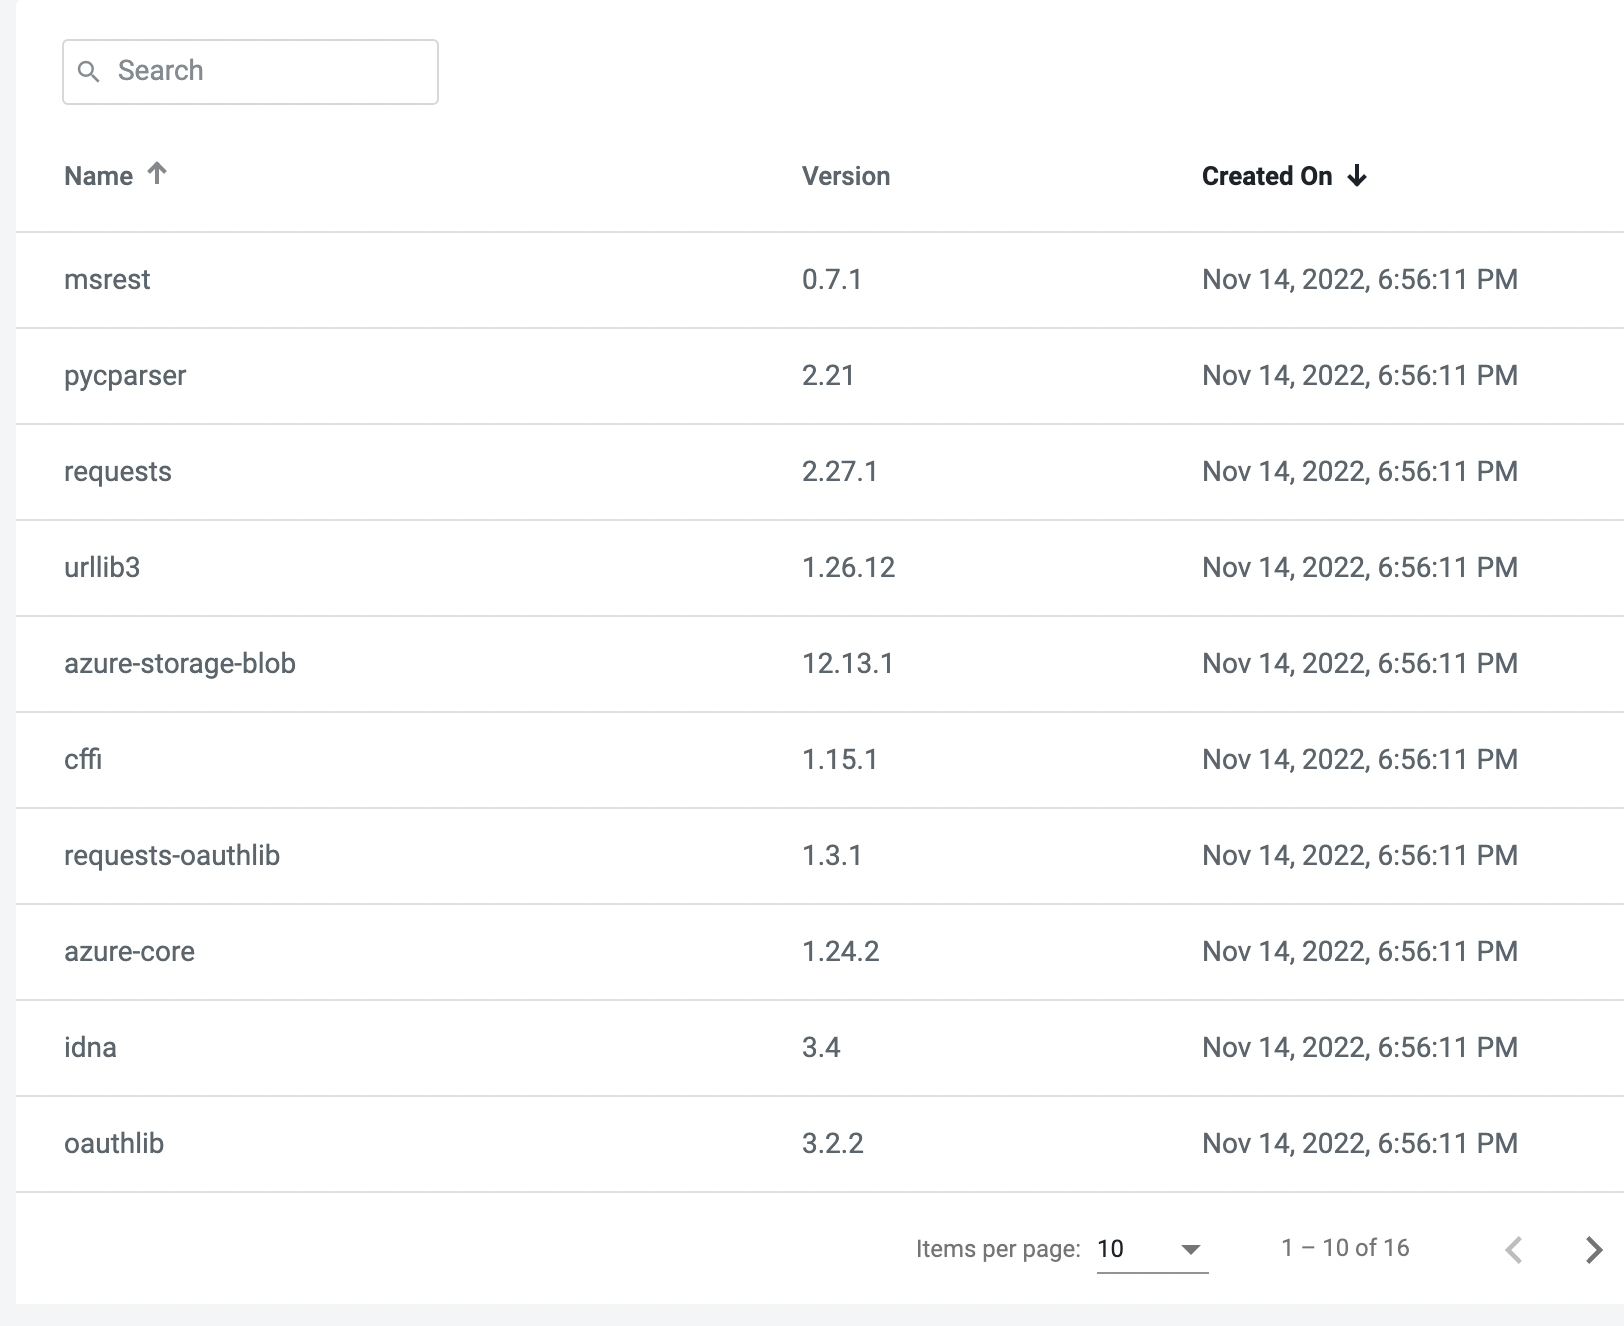 Search
Name Version Created On
msrest 0.7.1 Nov 14, 2022, 6:56:11 PM
pycparser 2.21 Nov 14, 2022, 6:56:11 PM
requests 2.27.1 Nov 14, 2022, 6:56:11 PM
urllib3 1.26.12 Nov 14, 2022, 6:56:11 PM
azure-storage-blob 12.13.1 Nov 14, 2022, 6:56:11 PM
cffi 1.15.1 Nov 14, 2022, 6:56:11 PM
requests-oauthlib 1.3.1 Nov 14, 2022, 6:56:11 PM
azure-core 1.24.2 Nov 14, 2022, 6:56:11 PM
idna 3.4 Nov 14, 2022, 6:56:11 PM
oauthlib 3.2.2 Nov 14, 2022, 6:56:11 PM
Items per page: 10 1 – 10 of 16